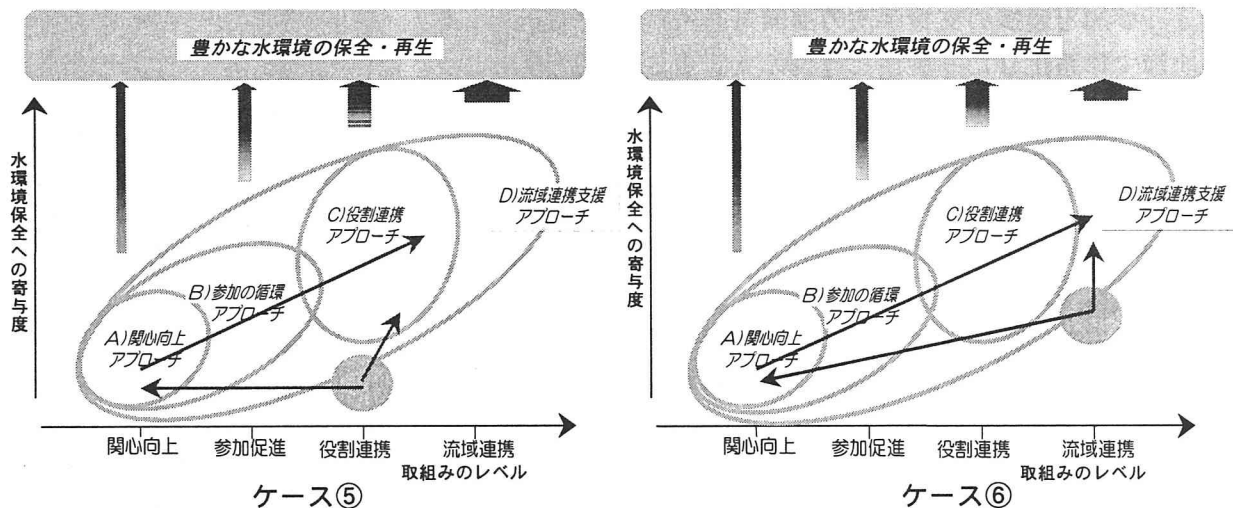 豊かな水環境の保全・再生
水環境保全への寄与度
D)流域連携支援
アプローチ
C)役割連携
アプローチ
B)参加の循環
アプローチ
A)関心向上
アプローチ
関心向上
参加促進
役割連携
流域連携
取組みのレベル
ケース⑤
豊かな水環境の保全・再生
水環境保全への寄与度
D)流域連携支援
アプローチ
C)役割連携
アプローチ
B)参加の循環
アプローチ
A)関心向上
アプローチ
関心向上
参加促進
役割連携
流域連携
取組みのレベル
ケース⑥